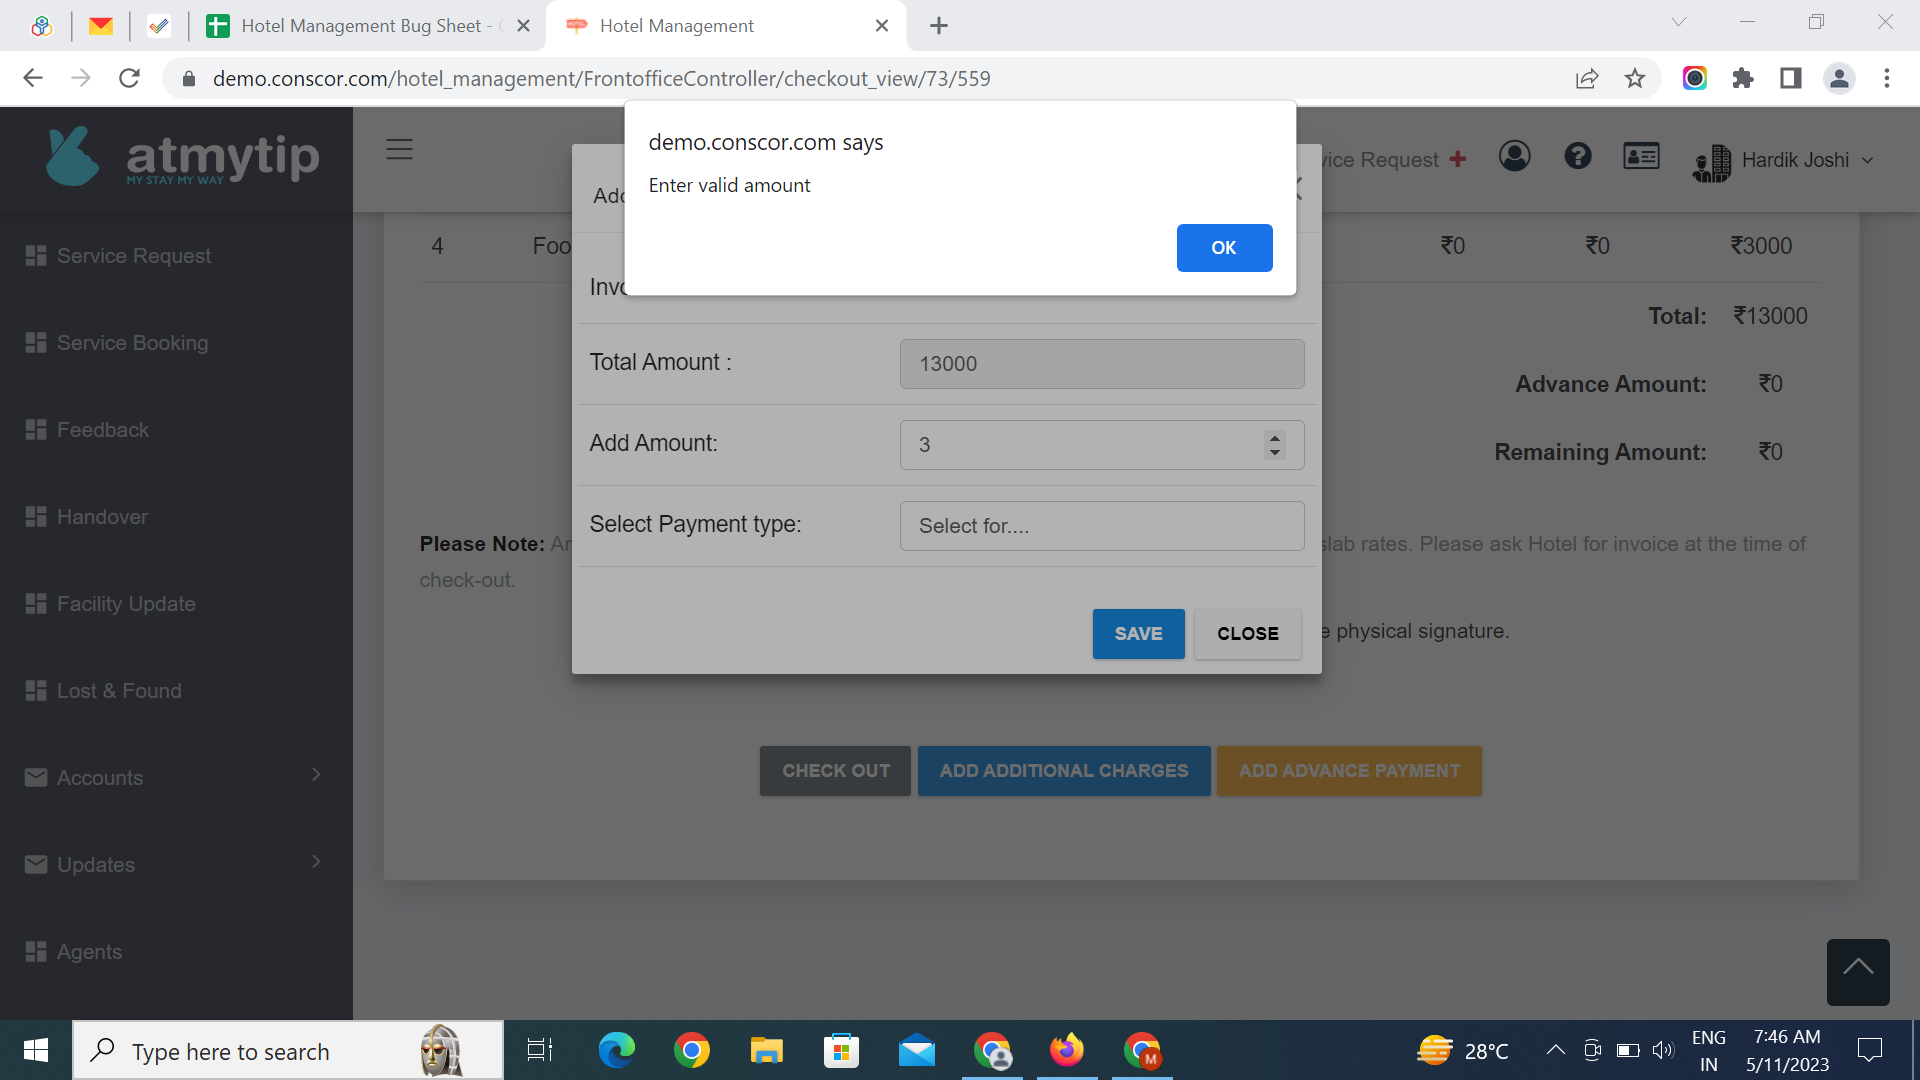 Hotel Management Bug Sheet -
Hotel Management
demo.conscor.com/hotel_management/FrontofficeController/checkout_view/73/559
atmytip
MY STAY MY WAY
demo.conscor.com says
Enter valid amount
OK
vice Request
Hardik Joshi
Service Request
Service Booking
Feedback
Handover
Facility Update
Lost & Found
Accounts
Updates
Agents
4 Foo ₹0 ₹0 ₹3000
Total: ₹13000
Advance Amount: ₹0
Remaining Amount: ₹0
Total Amount : 13000
Add Amount: 3
Select Payment type: Select for....
SAVE CLOSE
Please Note: slab rates. Please ask Hotel for invoice at the time of
check-out.
e physical signature.
CHECK OUT ADD ADDITIONAL CHARGES ADD ADVANCE PAYMENT
Type here to search
M
28°C
ENG
IN
7:46 AM
5/11/2023